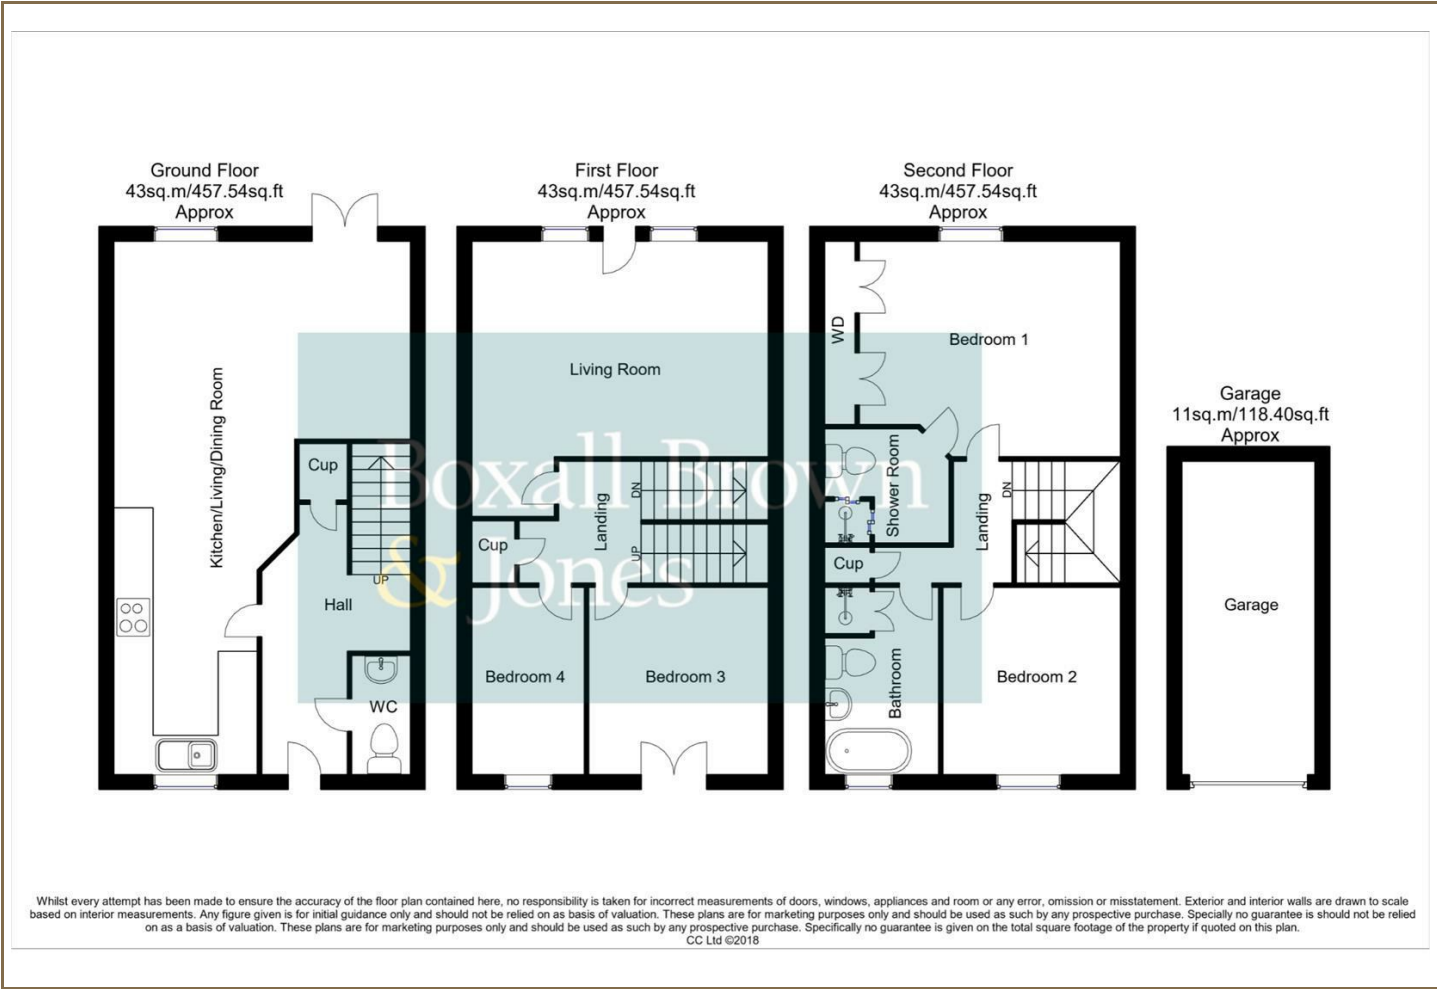 Ground Floor
43sq.m/457.54sq.ft
Approx
First Floor
43sq.m/457.54sq.ft
Approx
Second Floor
43sq.m/457.54sq.ft
Approx
Garage
11sq.m/118.40sq.ft
Approx
Kitchen/Living/Dining Room
Cup
UP
Hall
WC
Living Room
Landing
DN
UP
Cup
Bedroom 4
Bedroom 3
WD
Bedroom 1
Shower Room
Landing
DN
Cup
Bathroom
Bedroom 2
Garage
Boxall Brown
& Jones
Whilst every attempt has been made to ensure the accuracy of the floor plan contained here, no responsibility is taken for incorrect measurements of doors, windows, appliances and room or any error, omission or misstatement. Exterior and interior walls are drawn to scale
based on interior measurements. Any figure given is for initial guidance only and should not be relied on as basis of valuation. These plans are for marketing purposes only and should be used as such by any prospective purchase. Specially no guarantee is should not be relied
on as a basis of valuation. These plans are for marketing purposes only and should be used as such by any prospective purchase. Specifically no guarantee is given on the total square footage of the property if quoted on this plan.
CC Ltd ©2018